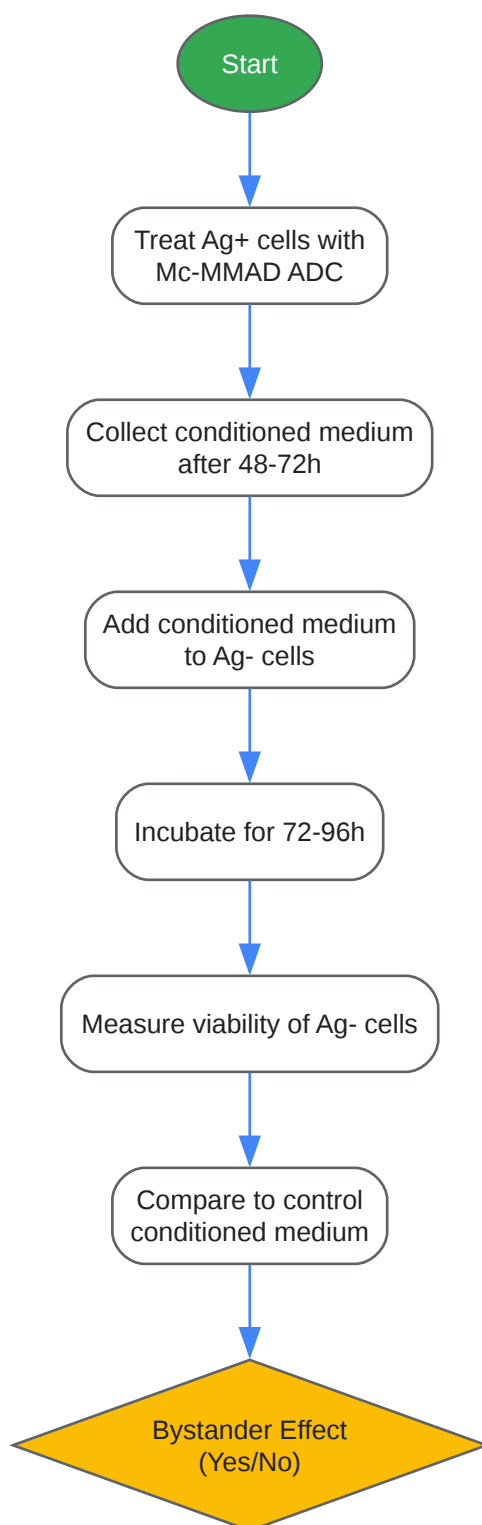 Start
Treat Ag+ cells with
Mc-MMAD ADC
Collect conditioned medium
after 48-72h
Add conditioned medium
to Ag- cells
Incubate for 72-96h
Measure viability of Ag- cells
Compare to control
conditioned medium
Bystander Effect
(Yes/No)